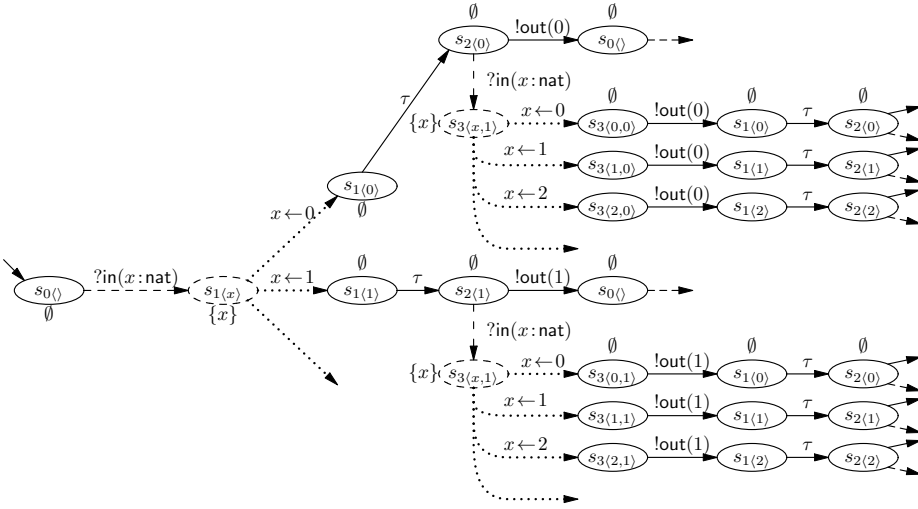 ∅ ∅
s2⟨0⟩ !out(0) s0⟨⟩
?in(x:nat)
τ
∅ ∅ ∅
{x} s3⟨x,1⟩ x←0 s3⟨0,0⟩ !out(0) s1⟨0⟩ τ s2⟨0⟩
x←1 s3⟨1,0⟩ !out(0) s1⟨1⟩ τ s2⟨1⟩
s1⟨0⟩
∅
x←2 s3⟨2,0⟩ !out(0) s1⟨2⟩ τ s2⟨2⟩
x←0
∅ ∅ ∅
s0⟨⟩ ?in(x:nat) s1⟨x⟩ x←1 s1⟨1⟩ τ s2⟨1⟩ !out(1) s0⟨⟩
∅ {x}
?in(x:nat)
∅ ∅ ∅
{x} s3⟨x,1⟩ x←0 s3⟨0,1⟩ !out(1) s1⟨0⟩ τ s2⟨0⟩
x←1 s3⟨1,1⟩ !out(1) s1⟨1⟩ τ s2⟨1⟩
x←2 s3⟨2,1⟩ !out(1) s1⟨2⟩ τ s2⟨2⟩